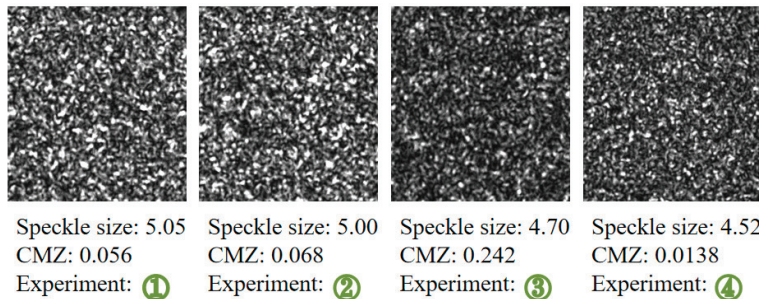 Speckle size: 5.05
CMZ: 0.056
Experiment: ①
Speckle size: 5.00
CMZ: 0.068
Experiment: ②
Speckle size: 4.70
CMZ: 0.242
Experiment: ③
Speckle size: 4.52
CMZ: 0.0138
Experiment: ④